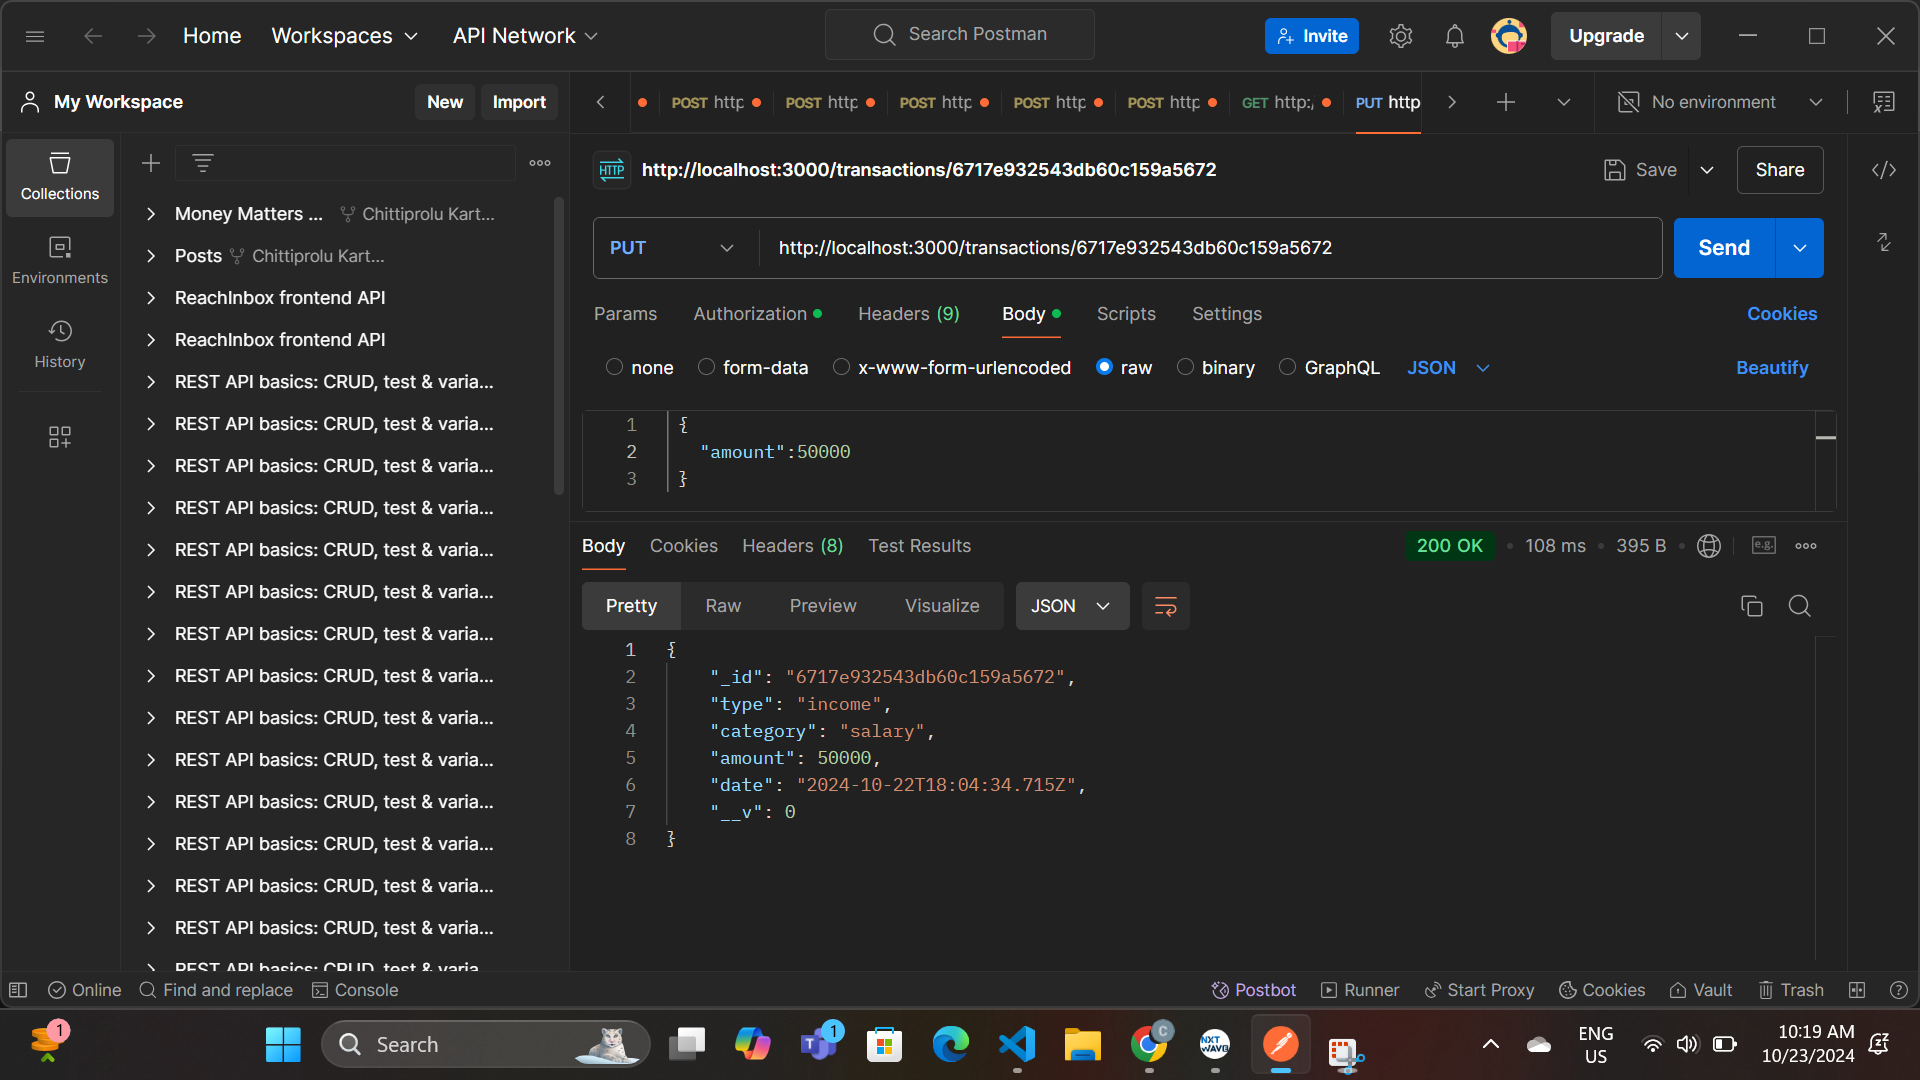 Home
Workspaces
API Network
Search Postman
Invite
Upgrade
My Workspace
New
Import
POST http
POST http
POST http
POST http
POST http
GET http:/
PUT http
No environment
Collections
Environments
History
Money Matters ... Chittiprolu Kart...
Posts Chittiprolu Kart...
ReachInbox frontend API
ReachInbox frontend API
REST API basics: CRUD, test & varia...
REST API basics: CRUD, test & varia...
REST API basics: CRUD, test & varia...
REST API basics: CRUD, test & varia...
REST API basics: CRUD, test & varia...
REST API basics: CRUD, test & varia...
REST API basics: CRUD, test & varia...
REST API basics: CRUD, test & varia...
REST API basics: CRUD, test & varia...
REST API basics: CRUD, test & varia...
REST API basics: CRUD, test & varia...
REST API basics: CRUD, test & varia...
REST API basics: CRUD, test & varia...
REST API basics: CRUD, test & varia...
REST API basics: CRUD, test & varia
HTTP http://localhost:3000/transactions/6717e932543db60c159a5672
Save
Share
PUT
http://localhost:3000/transactions/6717e932543db60c159a5672
Send
Params
Authorization
Headers (9)
Body
Scripts
Settings
Cookies
none
form-data
x-www-form-urlencoded
raw
binary
GraphQL
JSON
Beautify
1 {
2 "amount":50000
3 }
Body
Cookies
Headers (8)
Test Results
200 OK
108 ms
395 B
e.g.
Pretty
Raw
Preview
Visualize
JSON
1 {
2 "_id": "6717e932543db60c159a5672",
3 "type": "income",
4 "category": "salary",
5 "amount": 50000,
6 "date": "2024-10-22T18:04:34.715Z",
7 "__v": 0
8 }
Online
Find and replace
Console
Postbot
Runner
Start Proxy
Cookies
Vault
Trash
1
Search
T
1
C
NXT
WAVE
ENG
US
10:19 AM
10/23/2024